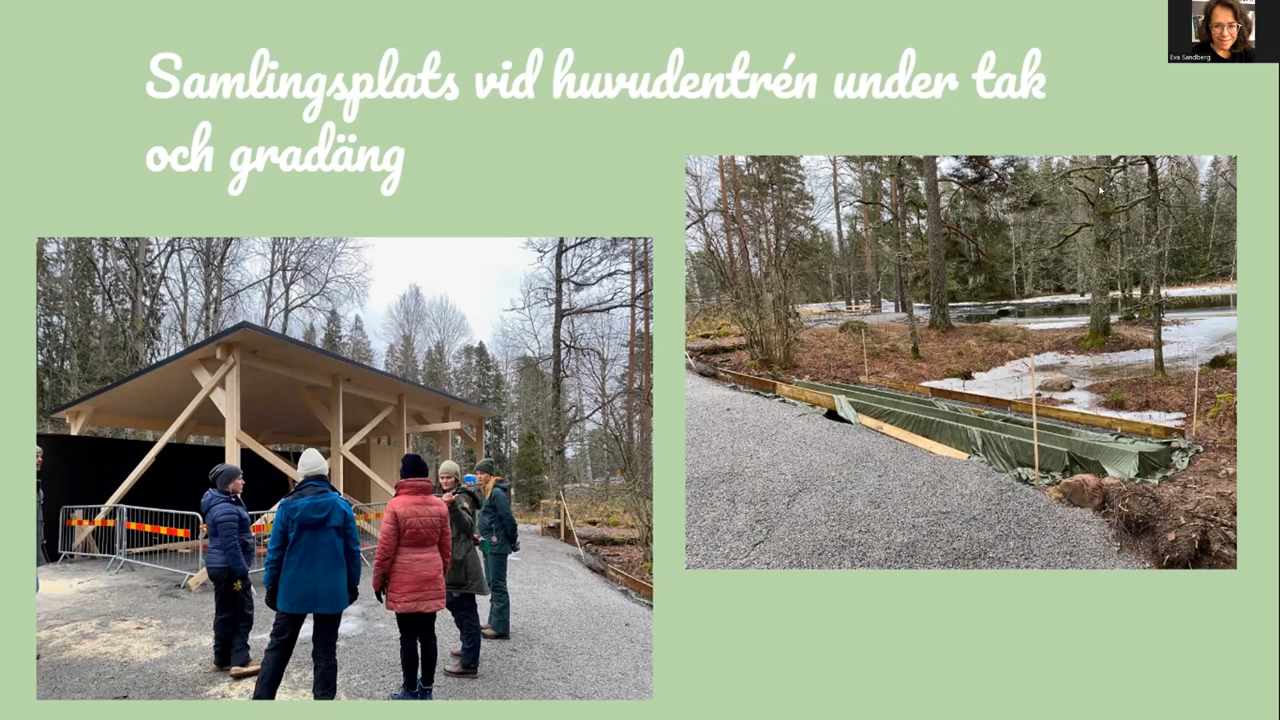 Samlingsplats vid huvudentrén under tak
och gradäng
Eva Sandberg